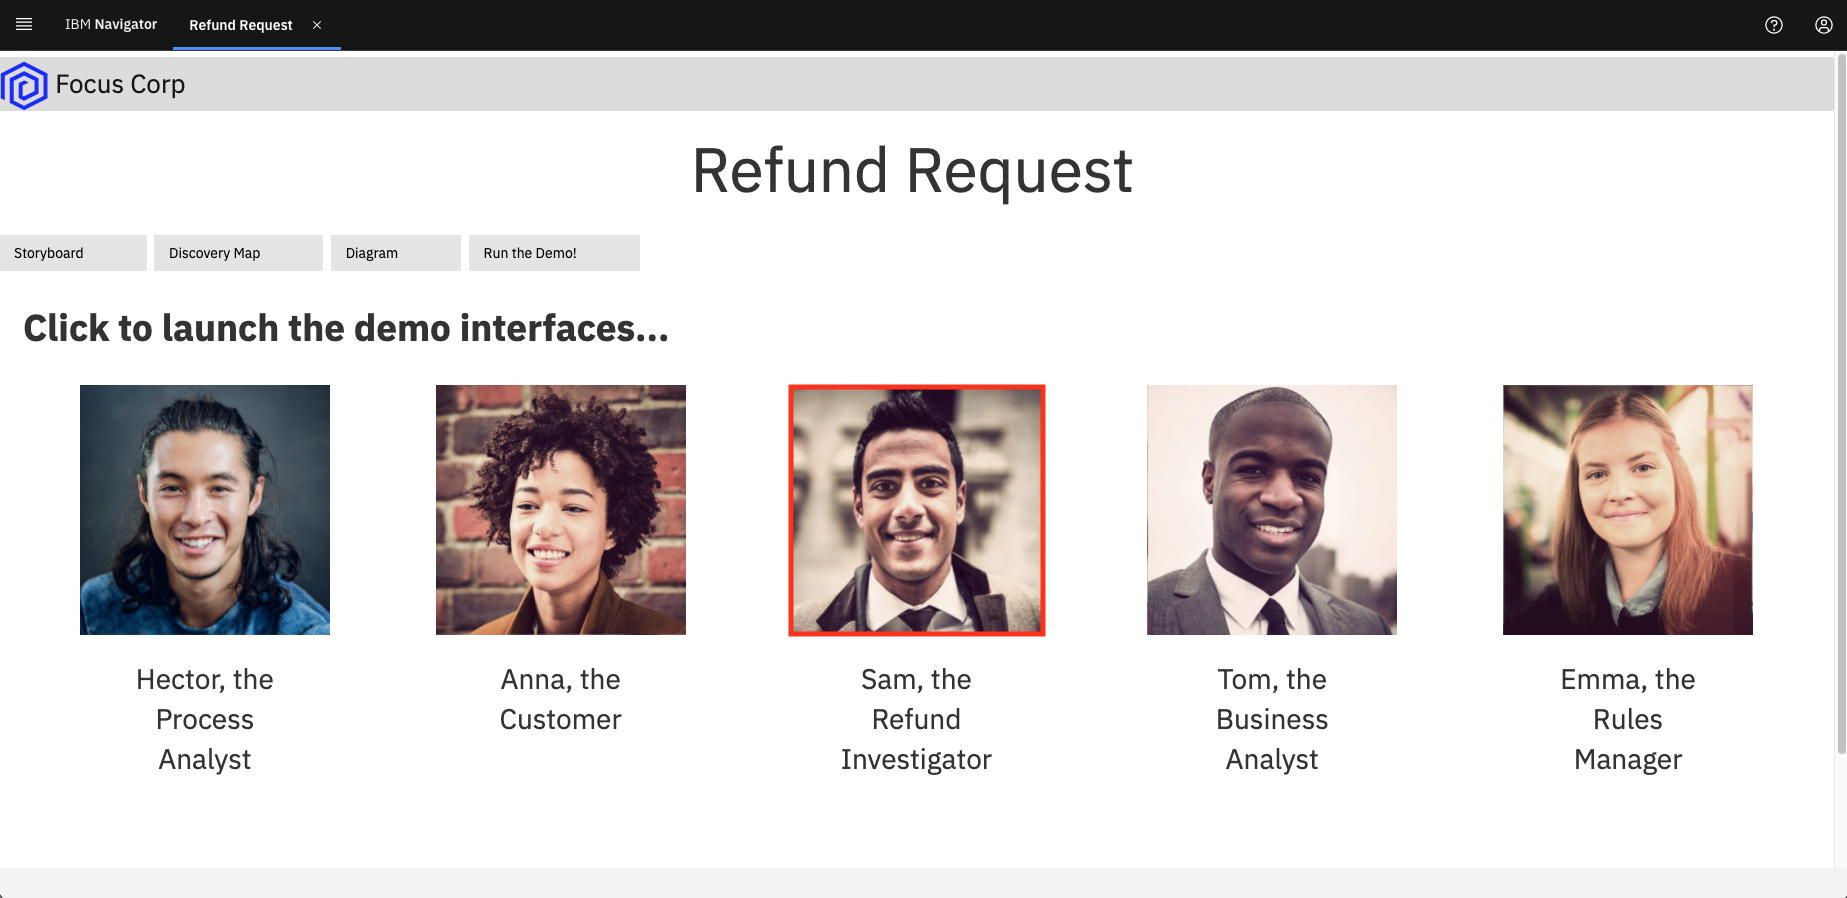 IBM Navigator
Refund Request
Focus Corp
Refund Request
Storyboard
Discovery Map
Diagram
Run the Demo!
Click to launch the demo interfaces...
Hector, the
Process
Analyst
Anna, the
Customer
Sam, the
Refund
Investigator
Tom, the
Business
Analyst
Emma, the
Rules
Manager